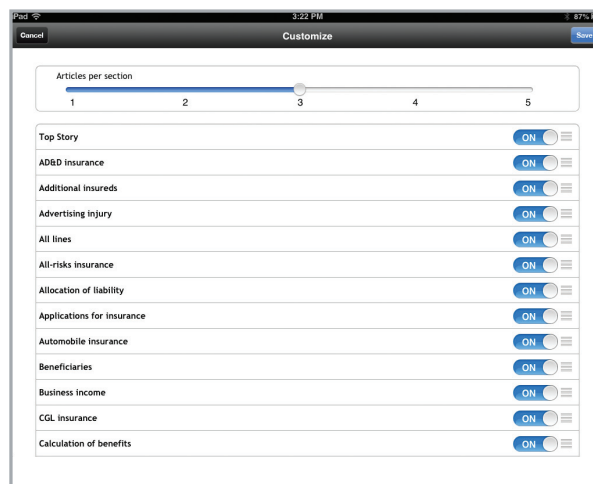 iPad 3:22 PM 87%
Cancel Customize Save
Articles per section
1 2 3 4 5
Top Story ON
AD&D insurance ON
Additional insureds ON
Advertising injury ON
All lines ON
All-risks insurance ON
Allocation of liability ON
Applications for insurance ON
Automobile insurance ON
Beneficiaries ON
Business income ON
CGL insurance ON
Calculation of benefits ON